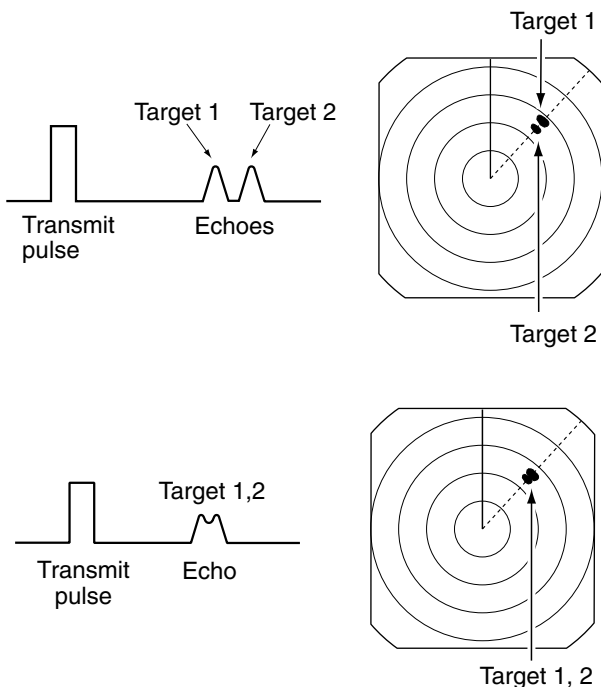 Target 1
Target 1 Target 2
Transmit
pulse
Echoes
Target 2
Target 1,2
Transmit
pulse
Echo
Target 1, 2